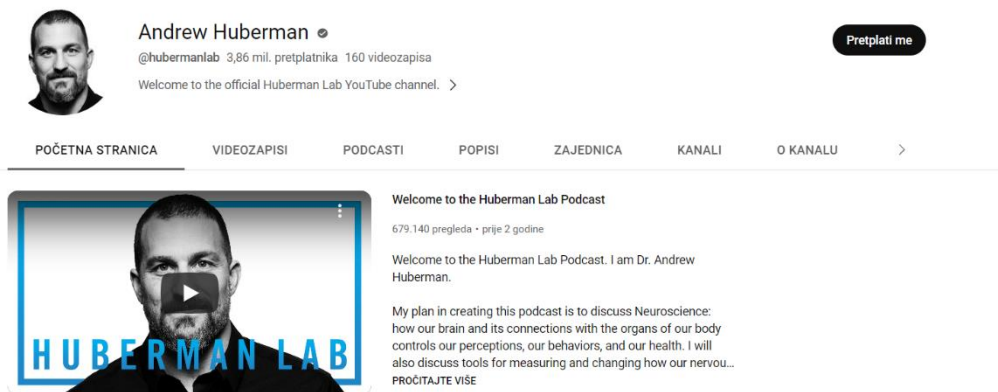 Andrew Huberman
@hubermanlab 3,86 mil. pretplatnika 160 videozapisa
Welcome to the official Huberman Lab YouTube channel.
Pretplati me
POČETNA STRANICA VIDEOZAPISI PODCASTI POPISI ZAJEDNICA KANALI O KANALU
HUBERMAN LAB
Welcome to the Huberman Lab Podcast
679.140 pregleda • prije 2 godine
Welcome to the Huberman Lab Podcast. I am Dr. Andrew
Huberman.
My plan in creating this podcast is to discuss Neuroscience:
how our brain and its connections with the organs of our body
controls our perceptions, our behaviors, and our health. I will
also discuss tools for measuring and changing how our nervou...
PROČITAJTE VIŠE